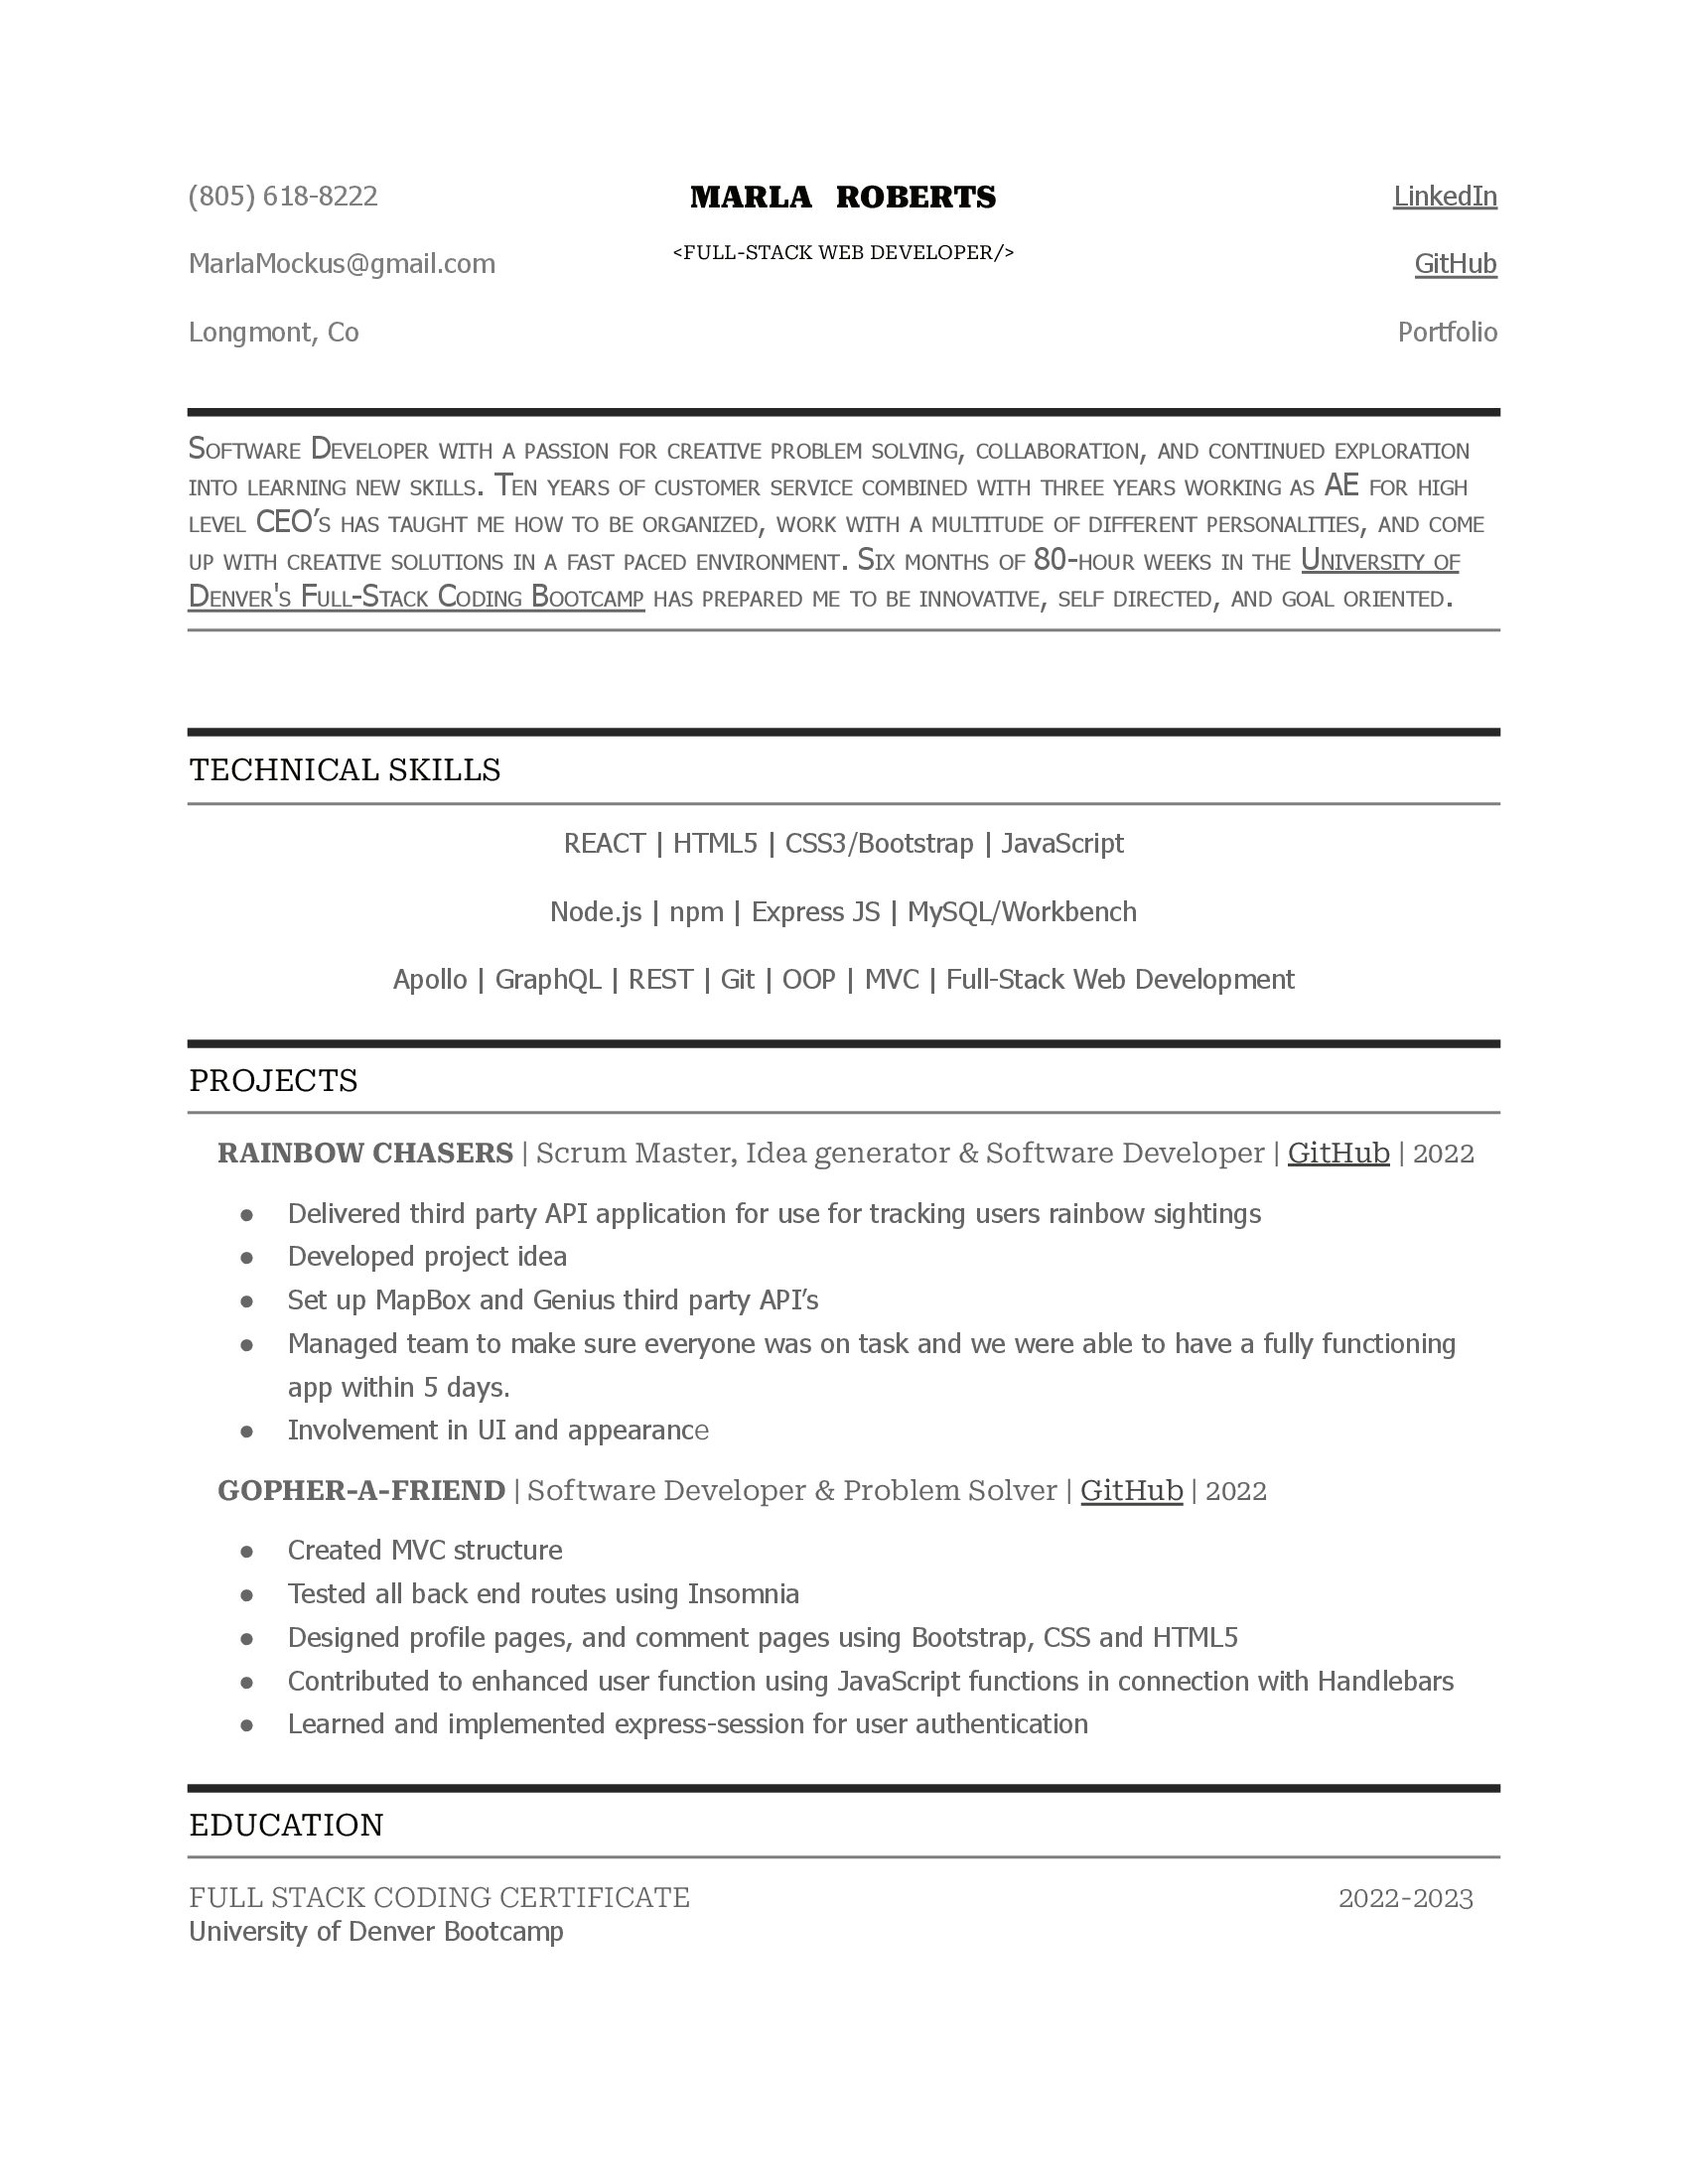 (805) 618-8222
MarlaMockus@gmail.com
Longmont, Co
MARLA ROBERTS
<FULL-STACK WEB DEVELOPER/>
LinkedIn
GitHub
Portfolio
Software Developer with a passion for creative problem solving, collaboration, and continued exploration
into learning new skills. Ten years of customer service combined with three years working as AE for high
level CEO’s has taught me how to be organized, work with a multitude of different personalities, and come
up with creative solutions in a fast paced environment. Six months of 80-hour weeks in the University of
Denver's Full-Stack Coding Bootcamp has prepared me to be innovative, self directed, and goal oriented.
TECHNICAL SKILLS
REACT | HTML5 | CSS3/Bootstrap | JavaScript
Node.js | npm | Express JS | MySQL/Workbench
Apollo | GraphQL | REST | Git | OOP | MVC | Full-Stack Web Development
PROJECTS
RAINBOW CHASERS | Scrum Master, Idea generator & Software Developer | GitHub | 2022
● Delivered third party API application for use for tracking users rainbow sightings
● Developed project idea
● Set up MapBox and Genius third party API’s
● Managed team to make sure everyone was on task and we were able to have a fully functioning
app within 5 days.
● Involvement in UI and appearance
GOPHER-A-FRIEND | Software Developer & Problem Solver | GitHub | 2022
● Created MVC structure
● Tested all back end routes using Insomnia
● Designed profile pages, and comment pages using Bootstrap, CSS and HTML5
● Contributed to enhanced user function using JavaScript functions in connection with Handlebars
● Learned and implemented express-session for user authentication
EDUCATION
FULL STACK CODING CERTIFICATE 2022-2023
University of Denver Bootcamp